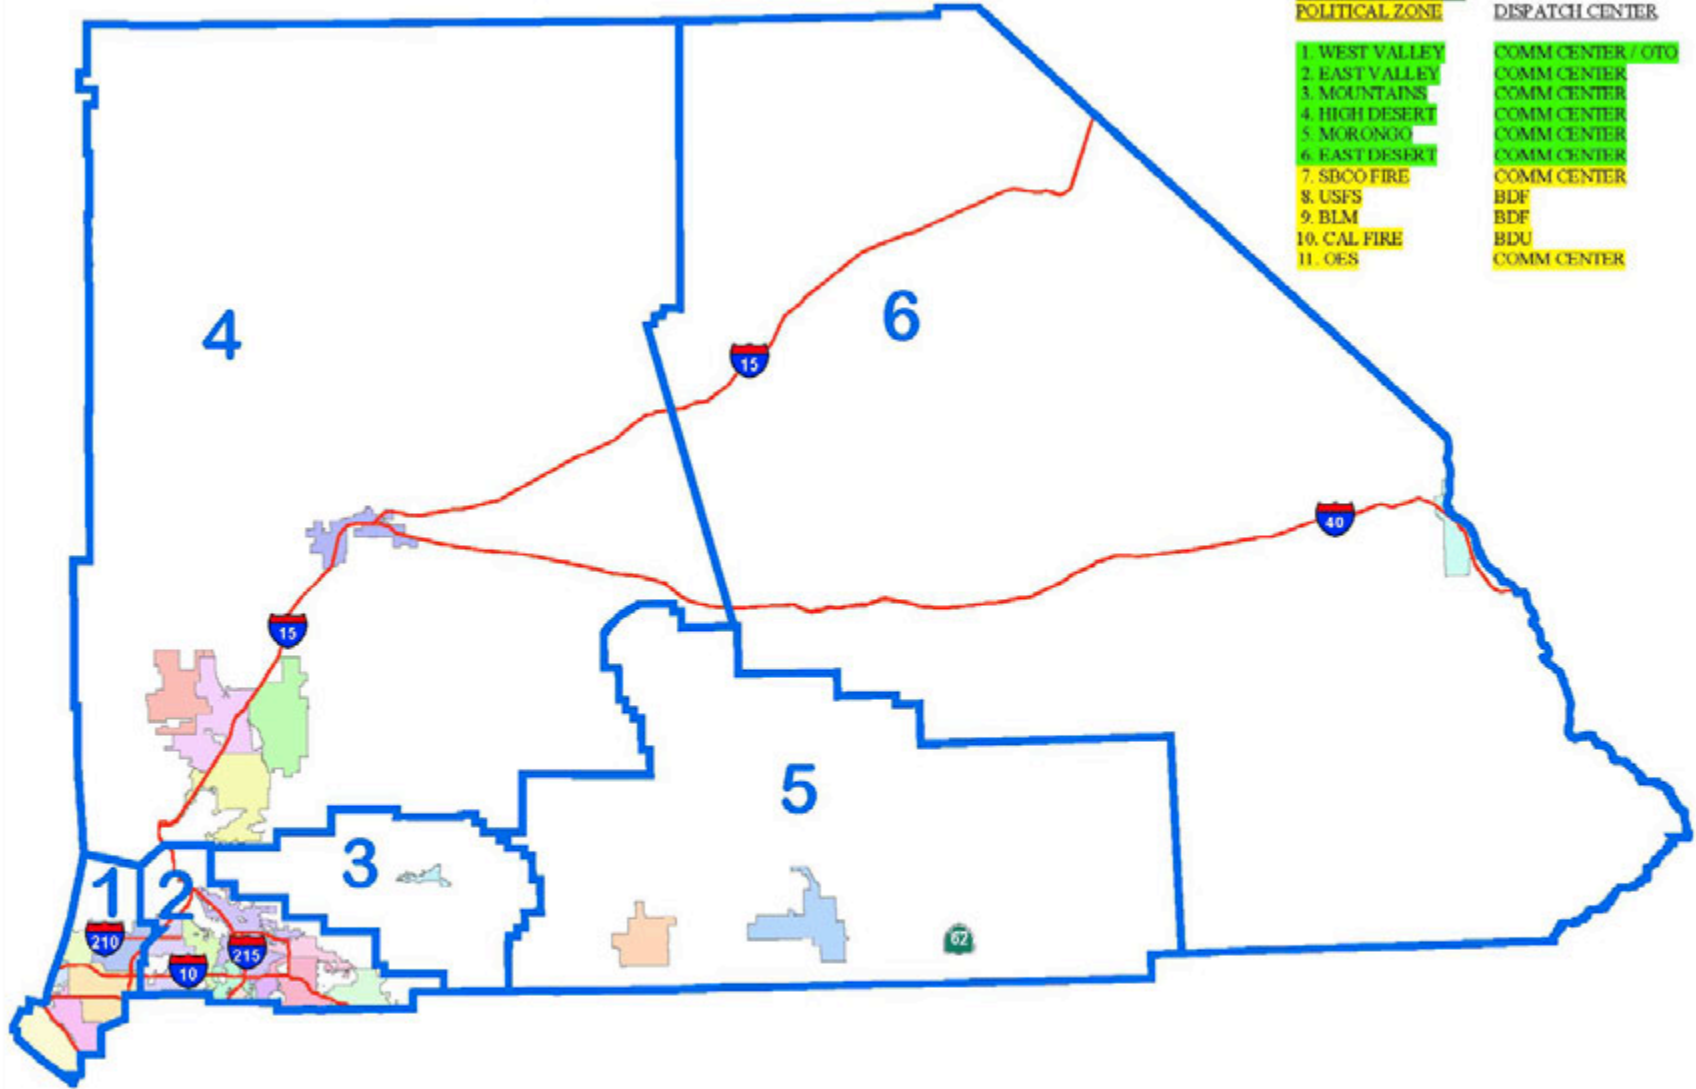 POLITICAL ZONE DISPATCH CENTER
1. WEST VALLEY COMM CENTER / OTO
2. EAST VALLEY COMM CENTER
3. MOUNTAINS COMM CENTER
4. HIGH DESERT COMM CENTER
5. MORONGO COMM CENTER
6. EAST DESERT COMM CENTER
7. SBCO FIRE COMM CENTER
8. USFS BDF
9. BLM BDF
10. CAL FIRE BDU
11. OES COMM CENTER
4
6
15
40
15
5
3
1
2
210
10
215
62